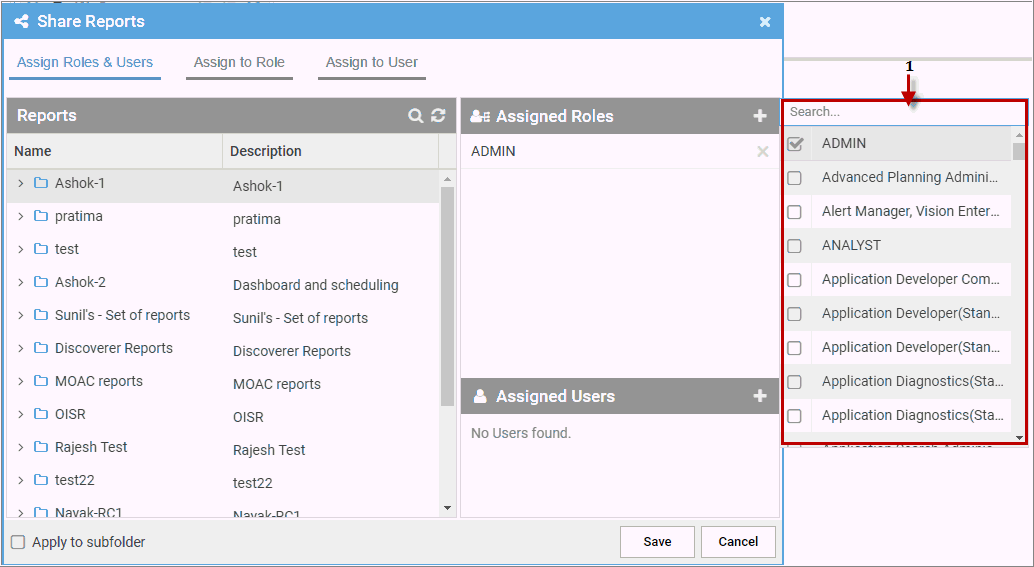 Share Reports
Assign Roles & Users
Assign to Role
Assign to User
1
Reports
Name
Description
Ashok-1
Ashok-1
pratima
pratima
test
test
Ashok-2
Dashboard and scheduling
Sunil's - Set of reports
Sunil's - Set of reports
Discoverer Reports
Discoverer Reports
MOAC reports
MOAC reports
OISR
OISR
Rajesh Test
Rajesh Test
test22
test22
Nayak-RC1
Nayak-RC1
Assigned Roles
ADMIN
Assigned Users
No Users found.
Search...
ADMIN
Advanced Planning Admini...
Alert Manager, Vision Enter...
ANALYST
Application Developer Com...
Application Developer(Stan...
Application Developer(Stan...
Application Diagnostics(Sta...
Application Diagnostics(Sta...
Apply to subfolder
Save
Cancel